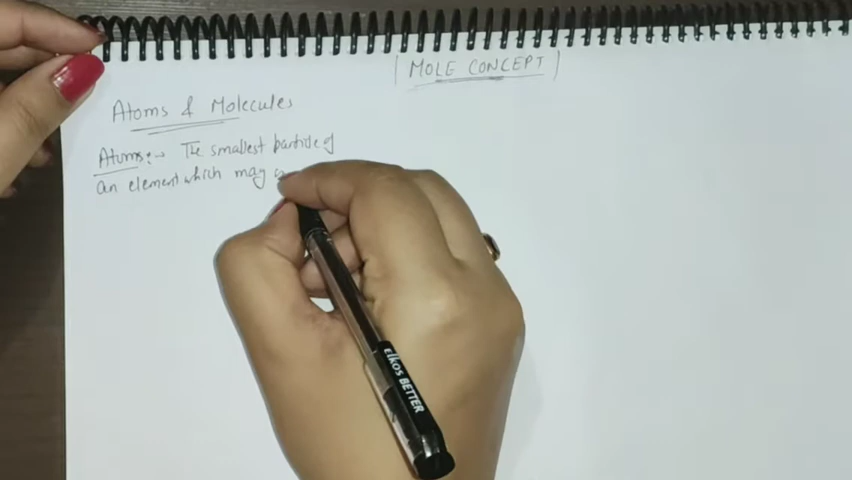 MOLE CONCEPT
Atoms & Molecules
Atoms:→ The smallest particle of
an element which may
elkos BETTER